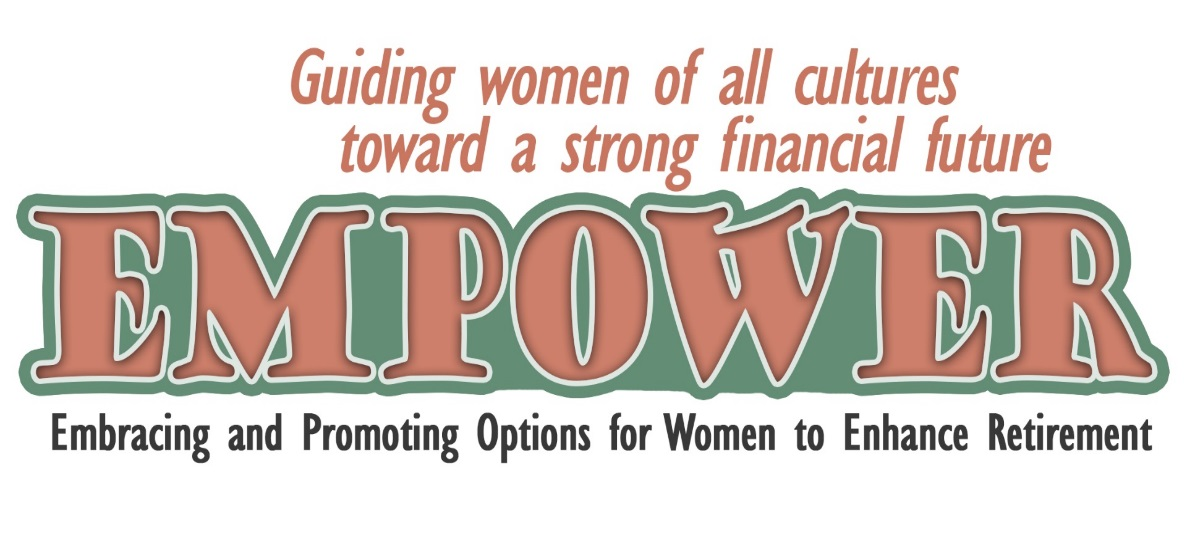 Guiding women of all cultures
toward a strong financial future
EMPOWER
Embracing and Promoting Options for Women to Enhance Retirement